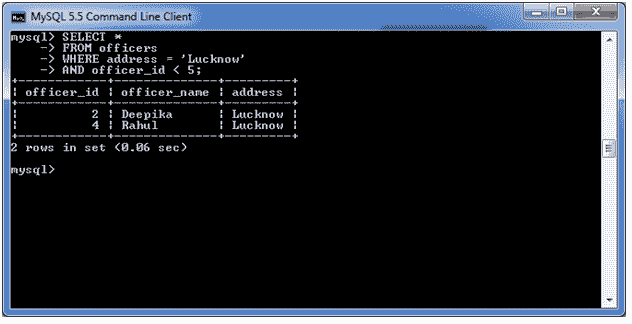 MySQL 5.5 Command Line Client
mysql> SELECT *
    -> FROM officers
    -> WHERE address = 'Lucknow'
    -> AND officer_id < 5;
+------------+--------------+---------+
| officer_id | officer_name | address |
+------------+--------------+---------+
|          2 | Deepika      | Lucknow |
|          4 | Rahul        | Lucknow |
+------------+--------------+---------+
2 rows in set (0.06 sec)
mysql>